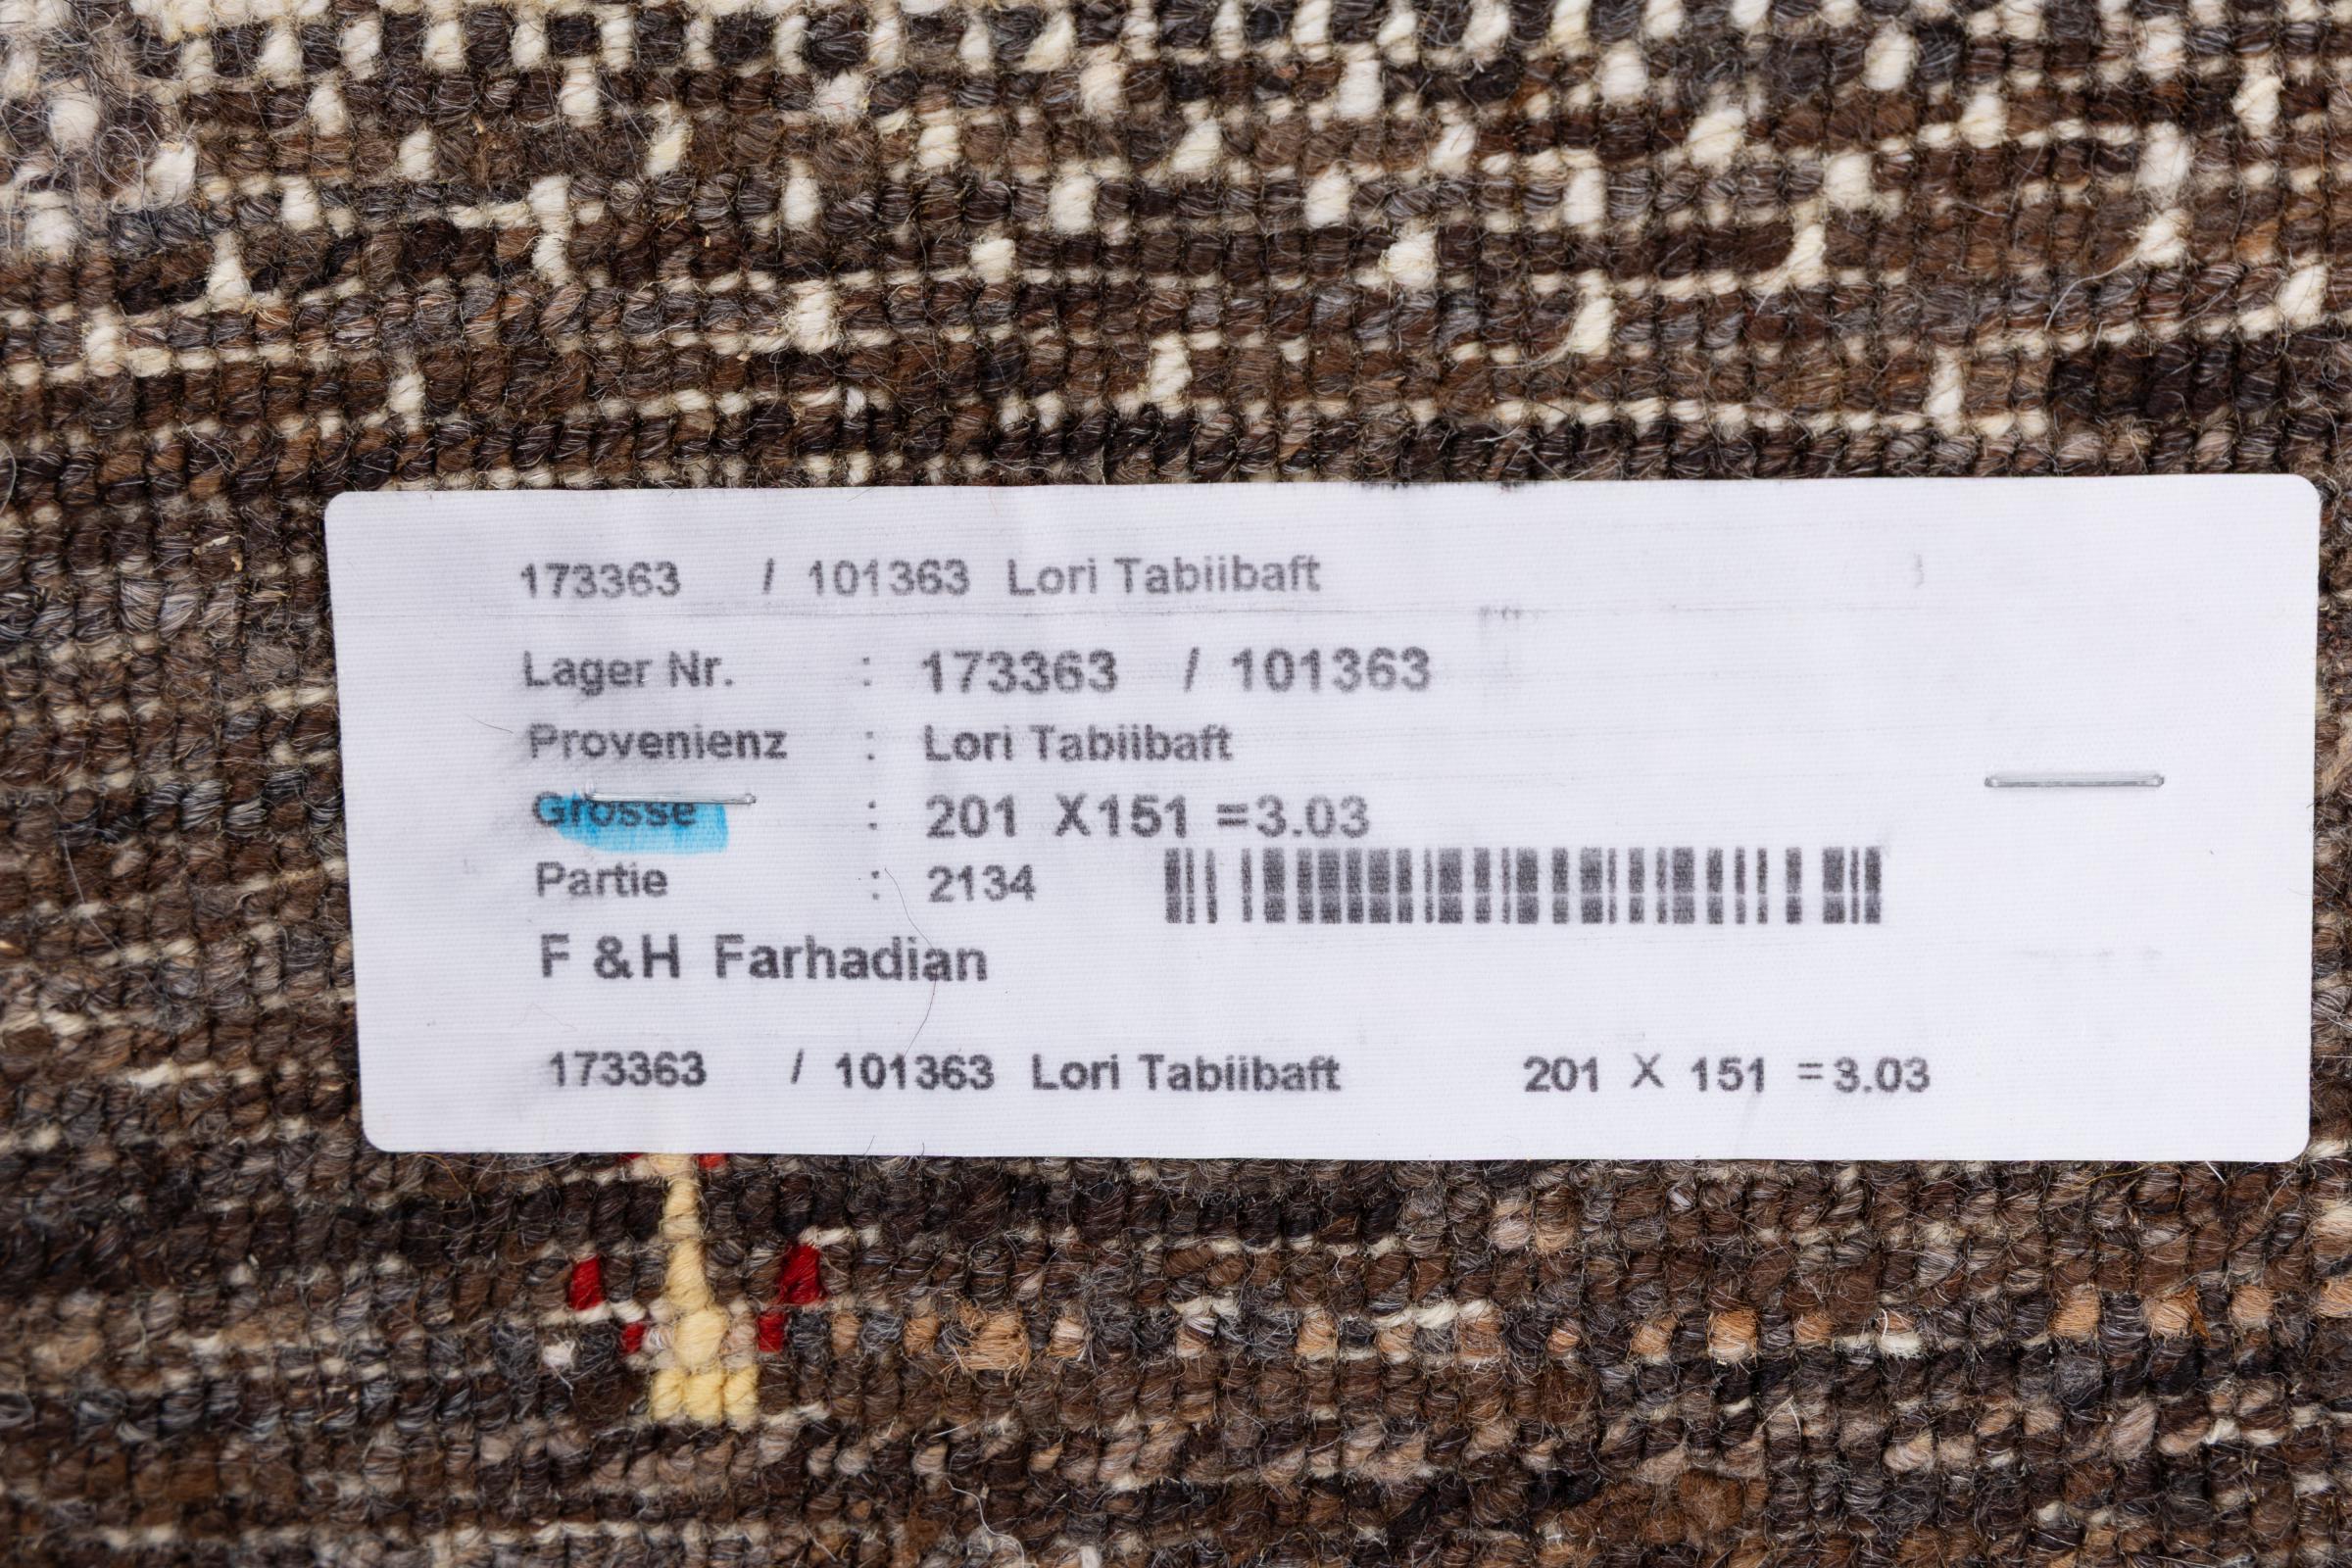 173363 / 101363 Lori Tabiibaft
Lager Nr. : 173363 / 101363
Provenienz : Lori Tabiibaft
Grosse : 201 X151 =3.03
Partie : 2134
F &H Farhadian
173363 / 101363 Lori Tabiibaft 201 X 151 =3.03